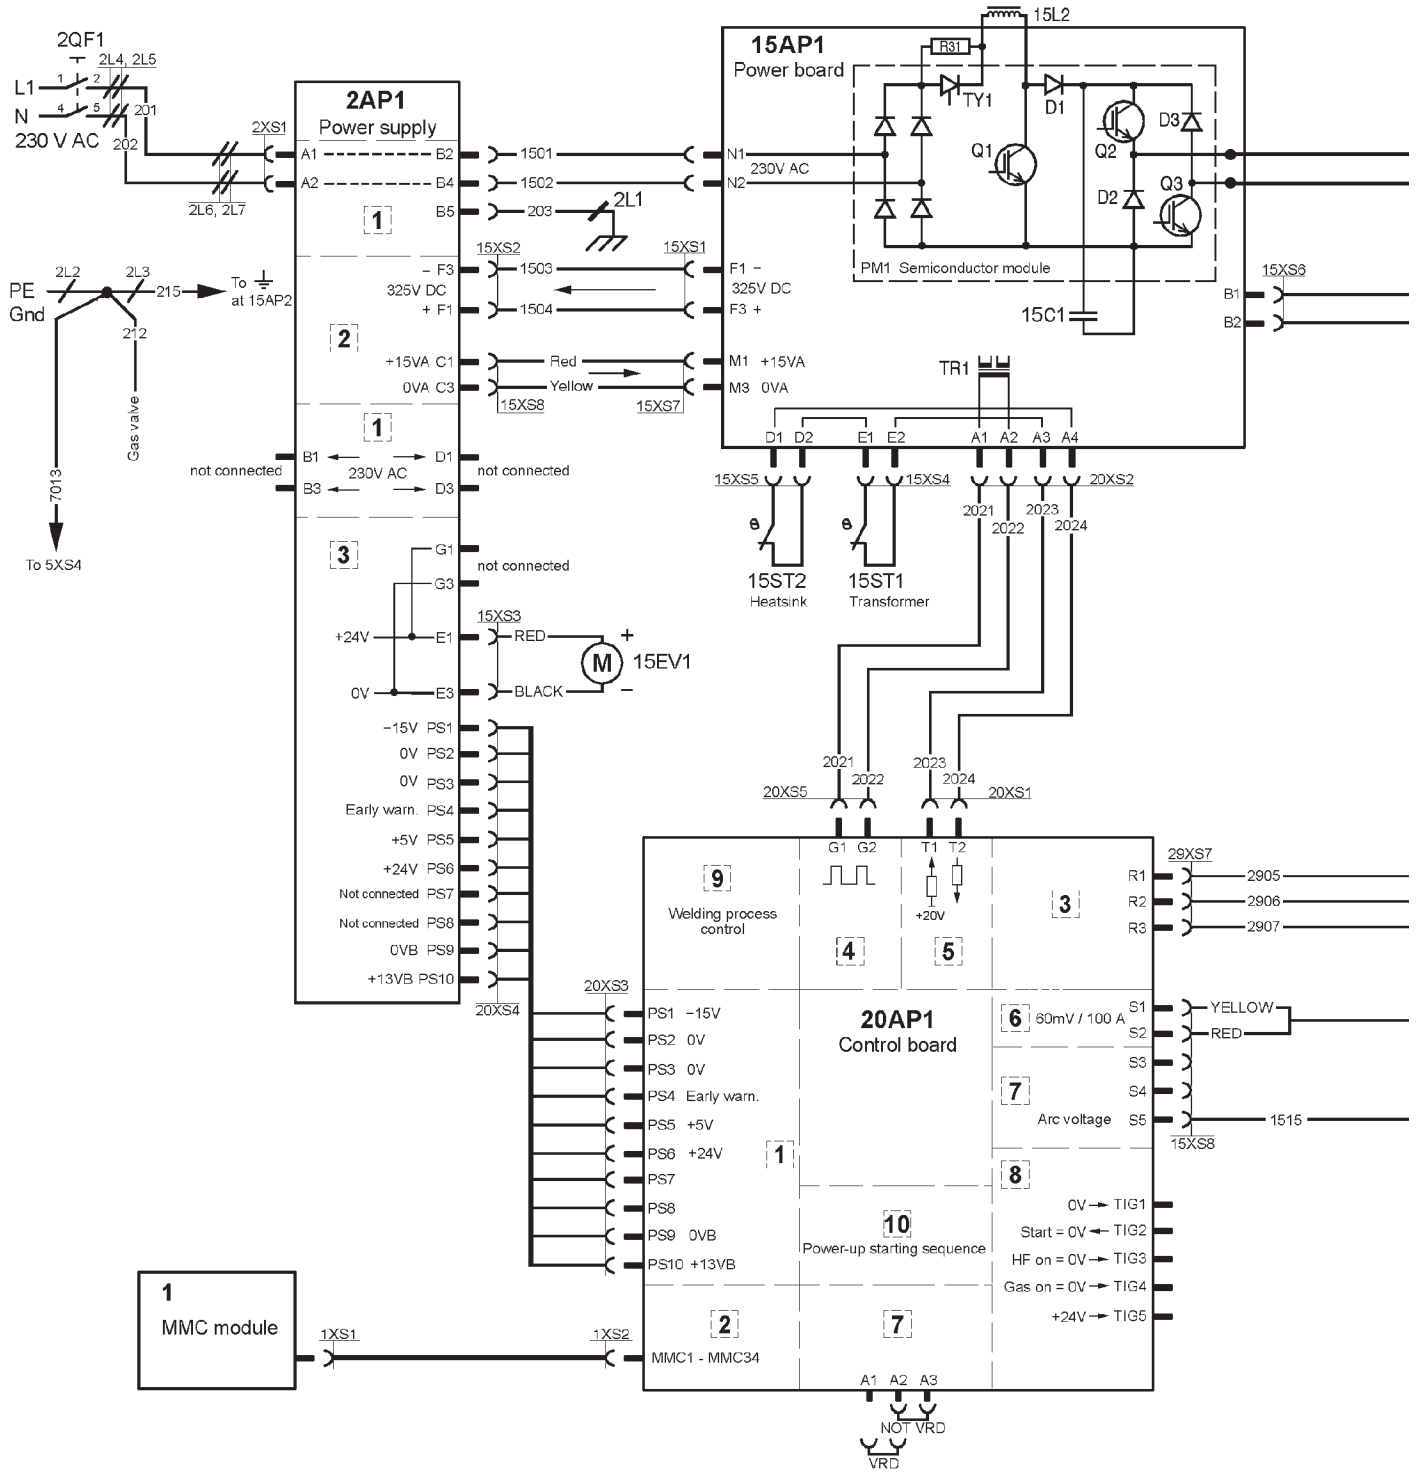 2QF1
2L4, 2L5
L1
1
2
N
4
5
201
202
230 V AC
2XS1
2L6, 2L7
2AP1
Power supply
A1
B2
A2
B4
B5
1
1501
1502
203
2L1
15XS2
15XS1
– F3
1503
325V DC
+ F1
1504
2
+15VA C1
Red
0VA C3
Yellow
15XS8
15XS7
1
B1
D1
not connected
230V AC
not connected
B3
D3
3
G1
not connected
G3
15XS3
+24V
E1
RED
+
M
15EV1
0V
E3
BLACK
–
–15V PS1
0V PS2
0V PS3
Early warn. PS4
+5V PS5
+24V PS6
Not connected PS7
Not connected PS8
0VB PS9
+13VB PS10
20XS4
PE
Gnd
2L2
2L3
215
To
at 15AP2
212
Gas valve
7013
To 5XS4
15L2
15AP1
Power board
R31
TY1
D1
D3
Q1
Q2
D2
Q3
N1
230V AC
N2
PM1 Semiconductor module
F1 –
325V DC
F3 +
15C1
15XS6
B1
B2
M1 +15VA
M3 0VA
TR1
D1
D2
E1
E2
A1
A2
A3
A4
15XS5
15XS4
20XS2
2021
2022
2023
2024
θ
θ
15ST2
Heatsink
15ST1
Transformer
2021
2022
2023
2024
20XS5
20XS1
G1
G2
T1
T2
+20V
9
Welding process
control
4
5
3
29XS7
R1
2905
R2
2906
R3
2907
20XS3
PS1 –15V
PS2 0V
PS3 0V
PS4 Early warn.
PS5 +5V
PS6 +24V
PS7
PS8
PS9 0VB
PS10 +13VB
1
20AP1
Control board
6
60mV / 100 A
S1
YELLOW
S2
RED
S3
7
S4
Arc voltage
S5
1515
15XS8
8
0V
TIG1
Start = 0V
TIG2
HF on = 0V
TIG3
Gas on = 0V
TIG4
+24V
TIG5
10
Power-up starting sequence
1
MMC module
1XS1
1XS2
2
MMC1 - MMC34
7
A1
A2
A3
NOT VRD
VRD